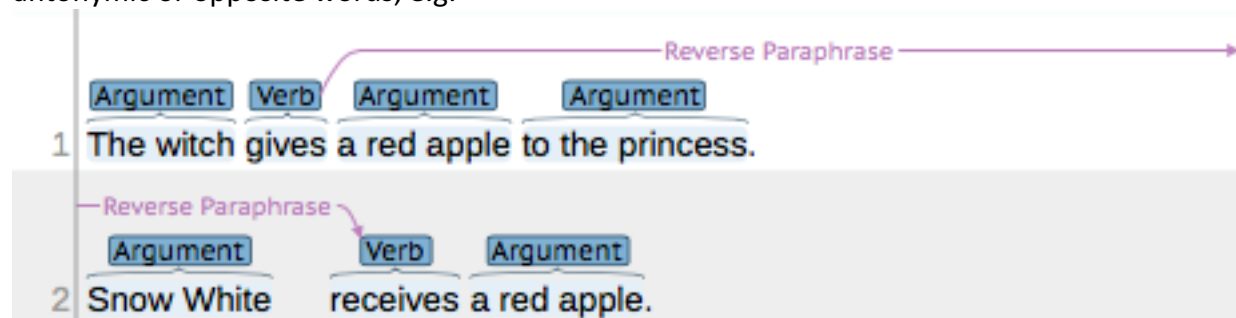 antonymic or opposite words, e.g.
Reverse Paraphrase
Argument Verb Argument Argument
1 The witch gives a red apple to the princess.
Reverse Paraphrase
Argument Verb Argument
2 Snow White receives a red apple.